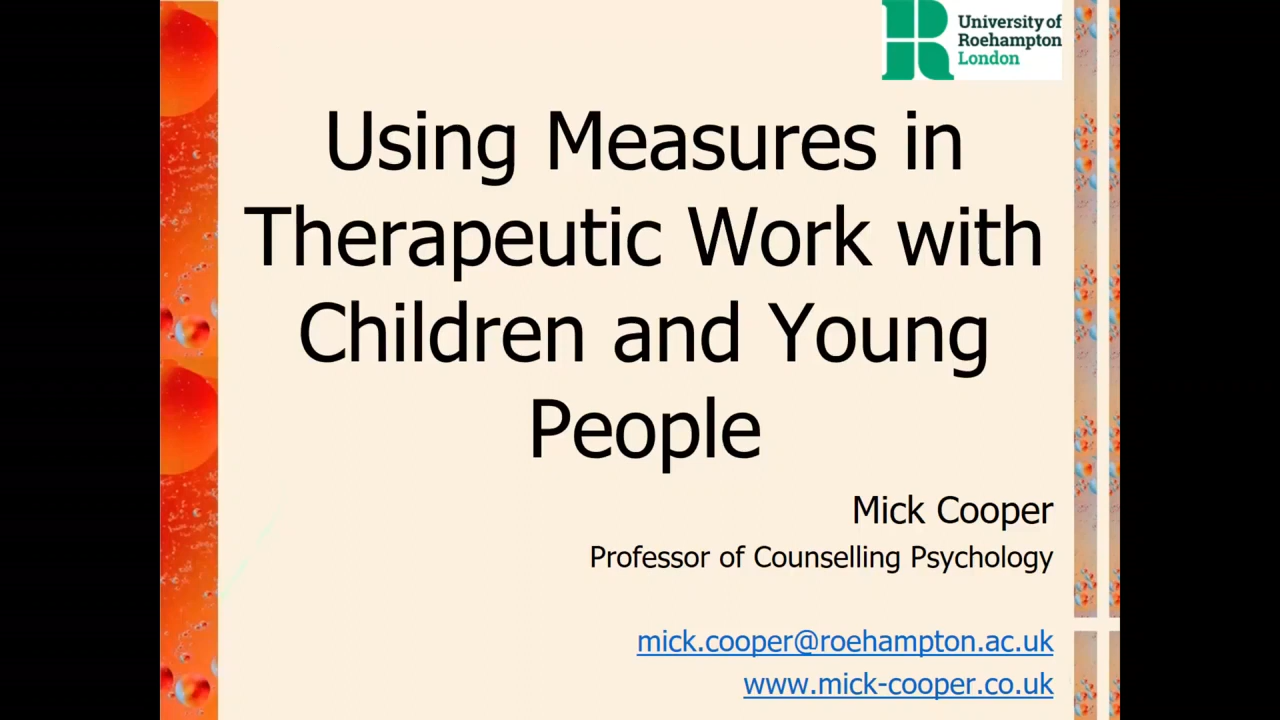 University of
Roehampton
London
Using Measures in
Therapeutic Work with
Children and Young
People
Mick Cooper
Professor of Counselling Psychology
mick.cooper@roehampton.ac.uk
www.mick-cooper.co.uk